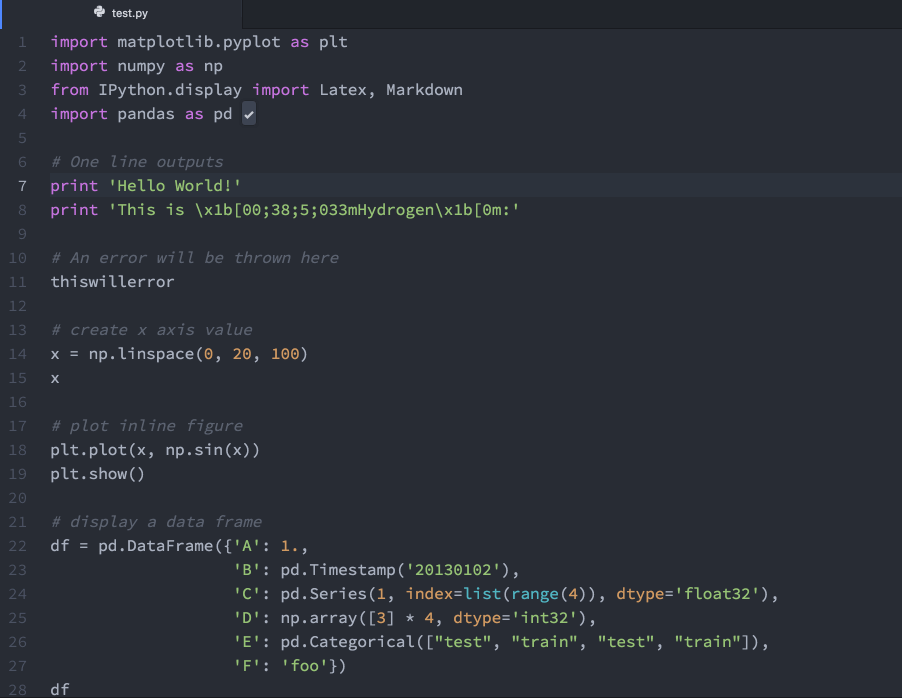 test.py
1 import matplotlib.pyplot as plt
2 import numpy as np
3 from IPython.display import Latex, Markdown
4 import pandas as pd ✔
5
6 # One line outputs
7 print 'Hello World!'
8 print 'This is \x1b[00;38;5;033mHydrogen\x1b[0m:'
9
10 # An error will be thrown here
11 thiswillerror
12
13 # create x axis value
14 x = np.linspace(0, 20, 100)
15 x
16
17 # plot inline figure
18 plt.plot(x, np.sin(x))
19 plt.show()
20
21 # display a data frame
22 df = pd.DataFrame({'A': 1.,
23                    'B': pd.Timestamp('20130102'),
24                    'C': pd.Series(1, index=list(range(4)), dtype='float32'),
25                    'D': np.array([3] * 4, dtype='int32'),
26                    'E': pd.Categorical(["test", "train", "test", "train"]),
27                    'F': 'foo'})
28 df